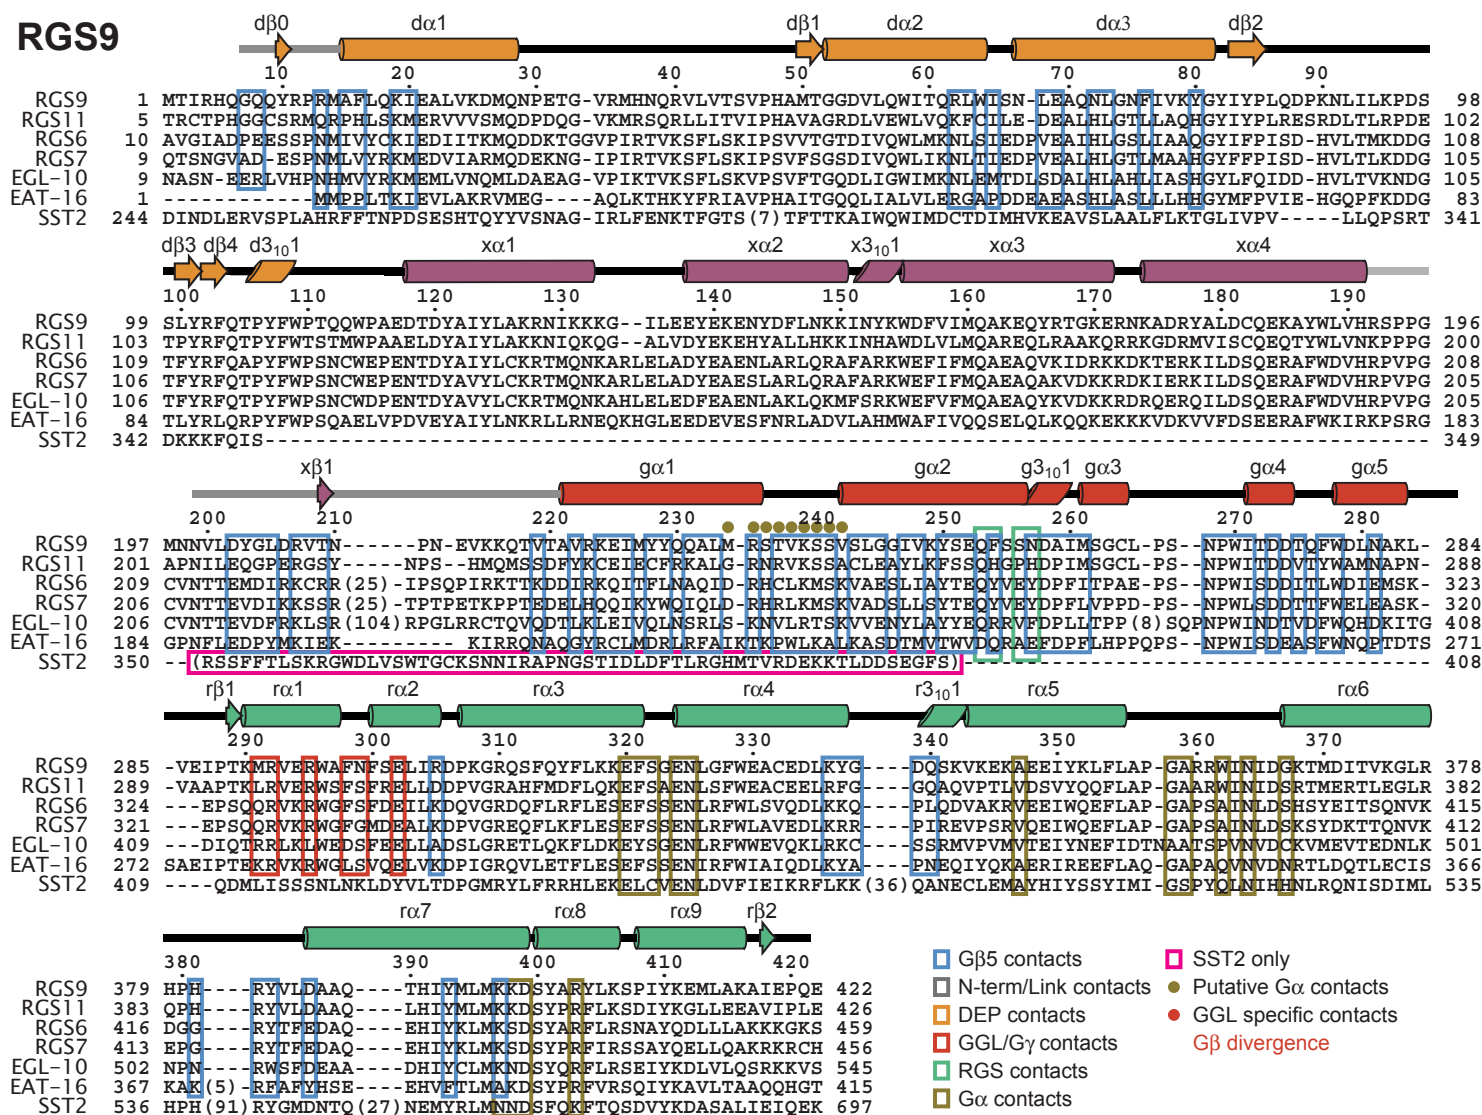 RGS9
dβ0 dα1 dβ1 dα2 dα3 dβ2
10 20 30 40 50 60 70 80 90
RGS9 1 MTIRHQGQQYRPRMAFLQKIEALVKDMQNPETG-VRMHNQRVLVTSVPHAMTGGDVLQWITQRLWISN-LEAQNLGNFIVKYGYIYPLQDPKNLILKPDS 98
RGS11 5 TRCTPHGGCSRMQRPHLSKMERVVVSMQDPDQG-VKMRSQRLLITVIPHAVAGRDLVEWLVQKFCILE-DEALHLGTLLAQHGYIYPLRESRDLTLRPDE 102
RGS6 10 AVGIADPEESPNMIVYCKIEDIITKMQDDKTGGVPIRTVKSFLSKIPSVVTGTDIVQWLMKNLSIEDPVEAIHLGSLIAAQGYIFPISD-HVLTMKDDG 108
RGS7 9 QTSNGVAD-ESPNMLVYRKMEDVIARMQDEKNG-IPIRTVKSFLSKIPSVFSGSDIVQWLIKNLTIEDPVEALHLGTLMAAHGYFFPISD-HVLTLKDDG 105
EGL-10 9 NASN-EERLVHPNHMVYRKMEMLVNQMLDAEAG-VPIKTVKSFLSKVPSVFTGQDLIGWIMKNLEMTDLSDALHLAHLIASHGYLFQIDD-HVLTVKNDG 105
EAT-16 1 ------------MMPPLTKIEVLAKRVMEG---AQLKTHKYFRIAVPHAITGQQLIALVLERGAPDDEAEASHLASLLLHHGYMFPVIE-HGQPFKDDG 83
SST2 244 DINDLERVSPLAHRFFTNPDSESHTQYYVSNAG-IRLFENKTFGTS(7)TFTTKAIWQWIMDCTDIMHVKEAVSLAALFLKTGLIVPV-----LLQPSRT 341
dβ3 dβ4 d3₁₀1 xα1 xα2 x3₁₀1 xα3 xα4
100 110 120 130 140 150 160 170 180 190
RGS9 99 SLYRFQTPYFWPTQQWPAEDTDYAIYLAKRNIKKKG--ILEEYEKENYDFLNKKINYKWDFVIMQAKEQYRTGKERNKADRYALDCQEKAYWLVHRSPPG 196
RGS11 103 TPYRFQTPYFWTSTMWPAAELDYAIYLAKKNIQKQG--ALVDYEKEHYALLHKKINHAWDLVLMQAREQLRAAKQRRKGDRMVISCQEQTYWLVNKPPPG 200
RGS6 109 TFYRFQAPYFWPSNCWEPENTDYAIYLCKRTMQNKARLELADYEAENLARLQRAFARKWEFIFMQAEAQVKIDRKKDKTERKILDSQERAFWDVHRPVPG 208
RGS7 106 TFYRFQTPYFWPSNCWEPENTDYAVYLCKRTMQNKARLELADYEAESLARLQRAFARKWEFIFMQAEAQAKVDKKRDKIERKILDSQERAFWDVHRPVPG 205
EGL-10 106 TFYRFQTPYFWPSNCWDPENTDYAVYLCKRTMQNKAHLELEDFEAENLAKLQKMFSRKWEFVFMQAEAQYKVDKKRDRQERQILDSQERAFWDVHRPVPG 205
EAT-16 84 TLYRLQRPYFWPSQAELVPDVEYAIYLNKRLLRNEQKHGLEEDEVESFNRLADVLAHMWAFIVQQSELQLKQQKEKKKVDKVVFDSEERAFWKIRKPSRG 183
SST2 342 DKKKFQIS-------------------------------------------------------------------------------------------- 349
xβ1 gα1 gα2 g3₁₀1 gα3 gα4 gα5
200 210 220 230 240 250 260 270 280
RGS9 197 MNNVLDYGLDRVTN------PN-EVKKQTVTAVRKEIMYYQQALM-RSTVKSSVSLGGIVKYSEQFSSNDAIMSGCL-PS--NPWITDDTQFWDLNAKL- 284
RGS11 201 APNILEQGPERGSY------NPS-HMQMSSDFYKCEIECFRKALG-RNRVKSSACLEAYLKFSSQHGPHDPIMSGCL-PS--NPWITDDVTYWAMNAPN- 288
RGS6 209 CVNTTEMDIRKCRR(25)-IPSQPIRKTTKDDIRKQITFLNAQID-RHCLKMSKVAESLIAYTEQYVEYDPFITPAE-PS--NPWISDDITLWDIEMSK- 323
RGS7 206 CVNTTEVDIKKSSR(25)-TPTPETKPPTEDELHQQIKYWQIQLD-RHRLKMSKVADSLLSYTEQYVEYDPFLVPPD-PS--NPWLSDDTTFWELEASK- 320
EGL-10 206 CVNTTEVDFRKLSR(104)RPGLRRCTQVQDTLKLEIVQLNSRLS-KNVLRTSKVVENYLAYYEQRRVFDPLLTPP(8)SQPNPWINDTVDFWQHDKITG 408
EAT-16 184 GPNFLEDPYMKIEK--------KIRRQNAQGYRCLMDRLRFAIKTKPWLKALKASDTMVTWVDQRAEFDPFLHPPQPS--NPWISDEASFWNQPTDTS 271
SST2 350 --(RSSFFTLSKRGWDLVSWTGCKSNNIRAPNGSTIDLDFTLRGHMTVRDEKKTLDDSEGFS)------------------------------------- 408
rβ1 rα1 rα2 rα3 rα4 r3₁₀1 rα5 rα6
290 300 310 320 330 340 350 360 370
RGS9 285 -VEIPTKMRVERWAFNFSELIRDPKGRQSFQYFLKKEFSGENLGFWEACEDLKYG----DQSKVKEKAEEIYKLFLAP-GARRWINIDGKTMDITVKGLR 378
RGS11 289 -VAAPTKLRVERWSFSFRELLDDPVGRAHFMDFLQKEFSAENLSFWEACEELRFG----GQAQVPTLVDSVYQQFLAP-GAARWINIDSRTMERTLEGLR 382
RGS6 324 ---EPSQQRVKRWGFSFDEILKDQVGRDQFLRFLESEFSSENLRFWLSVQDLKKQ----PLQDVAKRVEEIWQEFLAP-GAPSAINLDSHSYEITSQNVK 415
RGS7 321 ---EPSQQRVKRWGFGMDEALKDPVGREQFLKFLESEFSSENLRFWLAVEDLKRR----PIREVPSRVQEIWQEFLAP-GAPSAINLDSKSYDKTTQNVK 412
EGL-10 409 ---DIQTRRLKLWEDSFEELLADSLGRETLQKFLDKEYSGENLRFWWEVQKLRKC----SSRMVPVMVTEIYNEFIDTNAATSPVNVDCKVMEVTEDNLK 501
EAT-16 272 SAEIPTEKRVKRWGLSVQELVKDPIGRQVLETFLESEFSSENIRFWIAIQDLKYA----PNEQIYQKAERIREEFLAQ-GAPAQVNVDNRTLDQTLECIS 366
SST2 409 ----QDMLISSSNLNKLDYVLTDPGMRYLFRRHLEKELCVENLDVFIEIKRFLKK(36)QANECLEMAYHIYSSYIMI-GSPYQLNIHHNLRQNISDIML 535
rα7 rα8 rα9 rβ2
380 390 400 410 420
RGS9 379 HPH----RYVLDAAQ----THIYMLMKKDSYARYLKSPIYKEMLAKAIEPQE 422
RGS11 383 QPH----RYVLDAAQ----LHIYMLMKKDSYPRFLKSDIYKGLLEEAVIPLE 426
RGS6 416 DGG----RYTFEDAQ----EHIYKLMKSDSYARFLRSNAYQDLLLAKKKGKS 459
RGS7 413 EPG----RYTFEDAQ----EHIYKLMKSDSYPRFIRSSAYQELLQAKRKRCH 456
EGL-10 502 NPN----RWSFDEAA----DHIYCLMKNDSYPRFLRSEIYKDLVLQSRKKVS 545
EAT-16 367 KAK(5)-RFAFYHSE----EHVFTLMAKDSYPRFVRSQIYKAVLTAAQQHGT 415
SST2 536 HPH(91)RYGMDNTQ(27)NEMYRLMNNDSFQKFTQSDVYKDASALIEIQEK 697
Gβ5 contacts
N-term/Link contacts
DEP contacts
GGL/Gγ contacts
RGS contacts
Gα contacts
SST2 only
Putative Gα contacts
GGL specific contacts
Gβ divergence